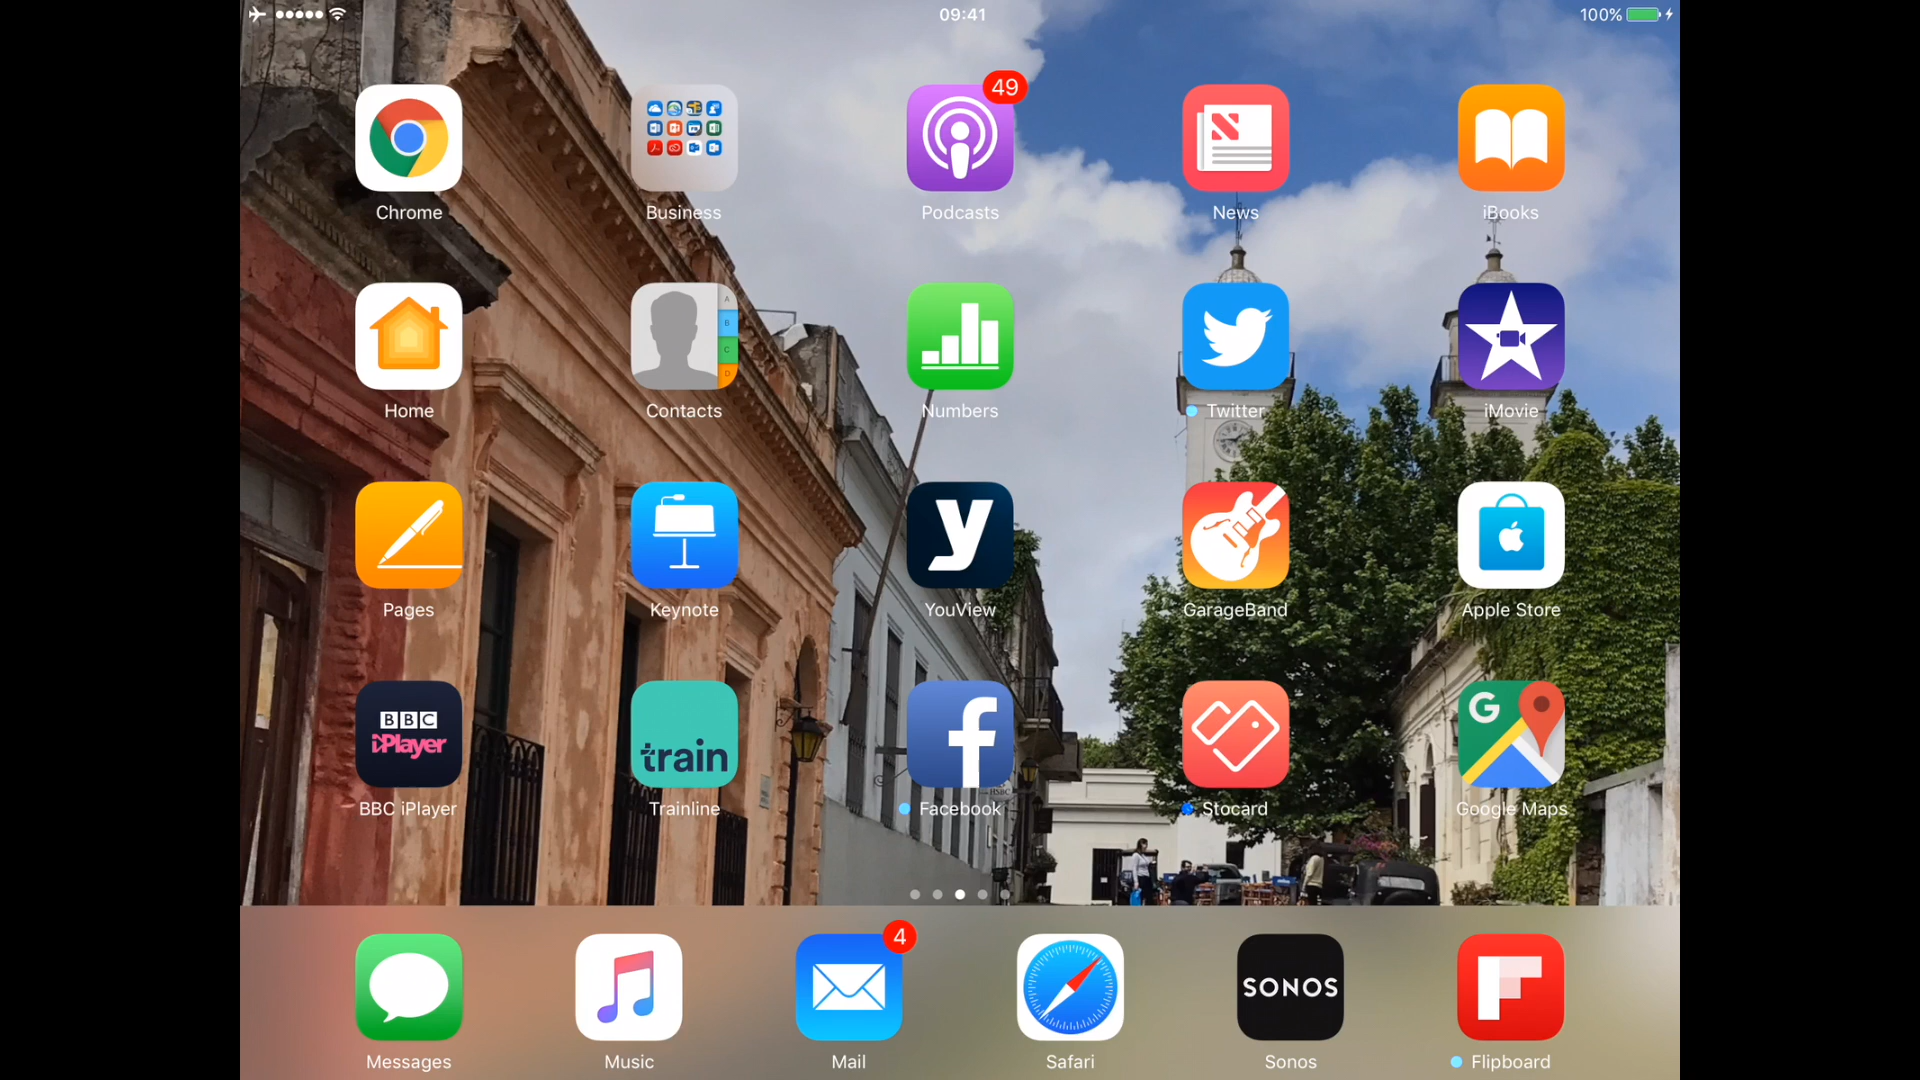 09:41
100%
49
Chrome
Business
Podcasts
News
iBooks
A
B
C
D
Home
Contacts
Numbers
Twitter
iMovie
y
G
Pages
Keynote
YouView
GarageBand
Apple Store
BBC
iPlayer
train
f
BBC iPlayer
Trainline
Facebook
Stocard
Google Maps
4
SONOS
Messages
Music
Mail
Safari
Sonos
Flipboard